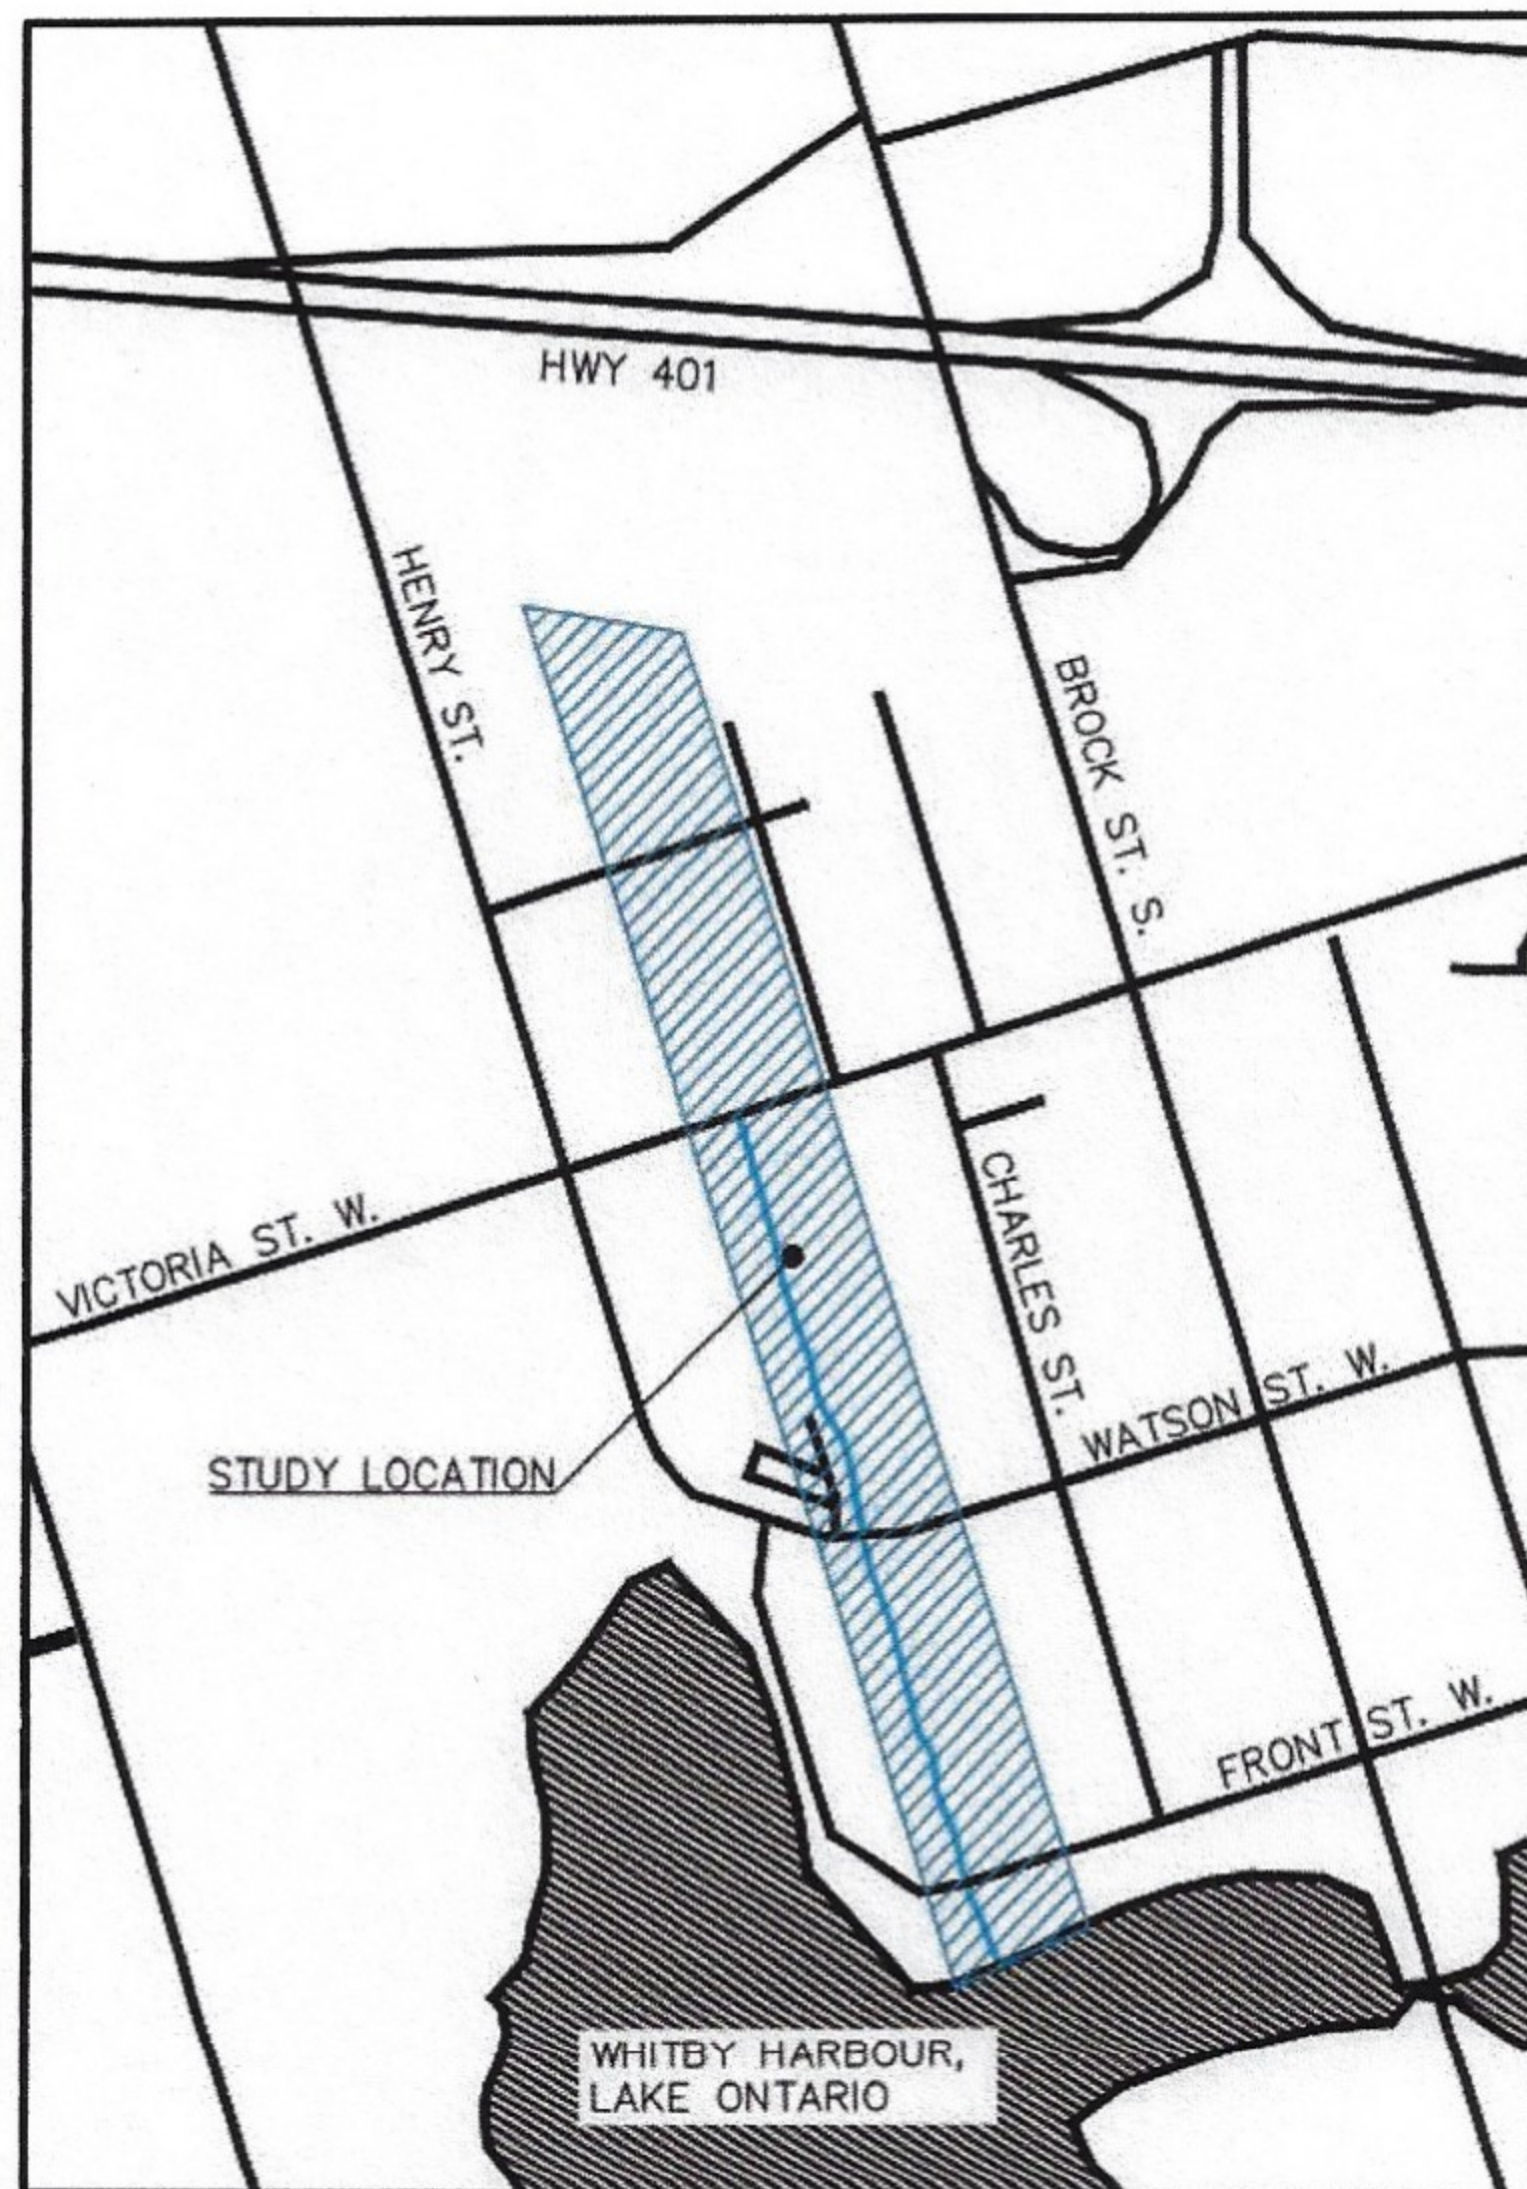 HWY 401
HENRY ST.
BROCK ST. S.
VICTORIA ST. W.
CHARLES ST.
WATSON ST. W.
STUDY LOCATION
FRONT ST. W.
WHITBY HARBOUR,
LAKE ONTARIO